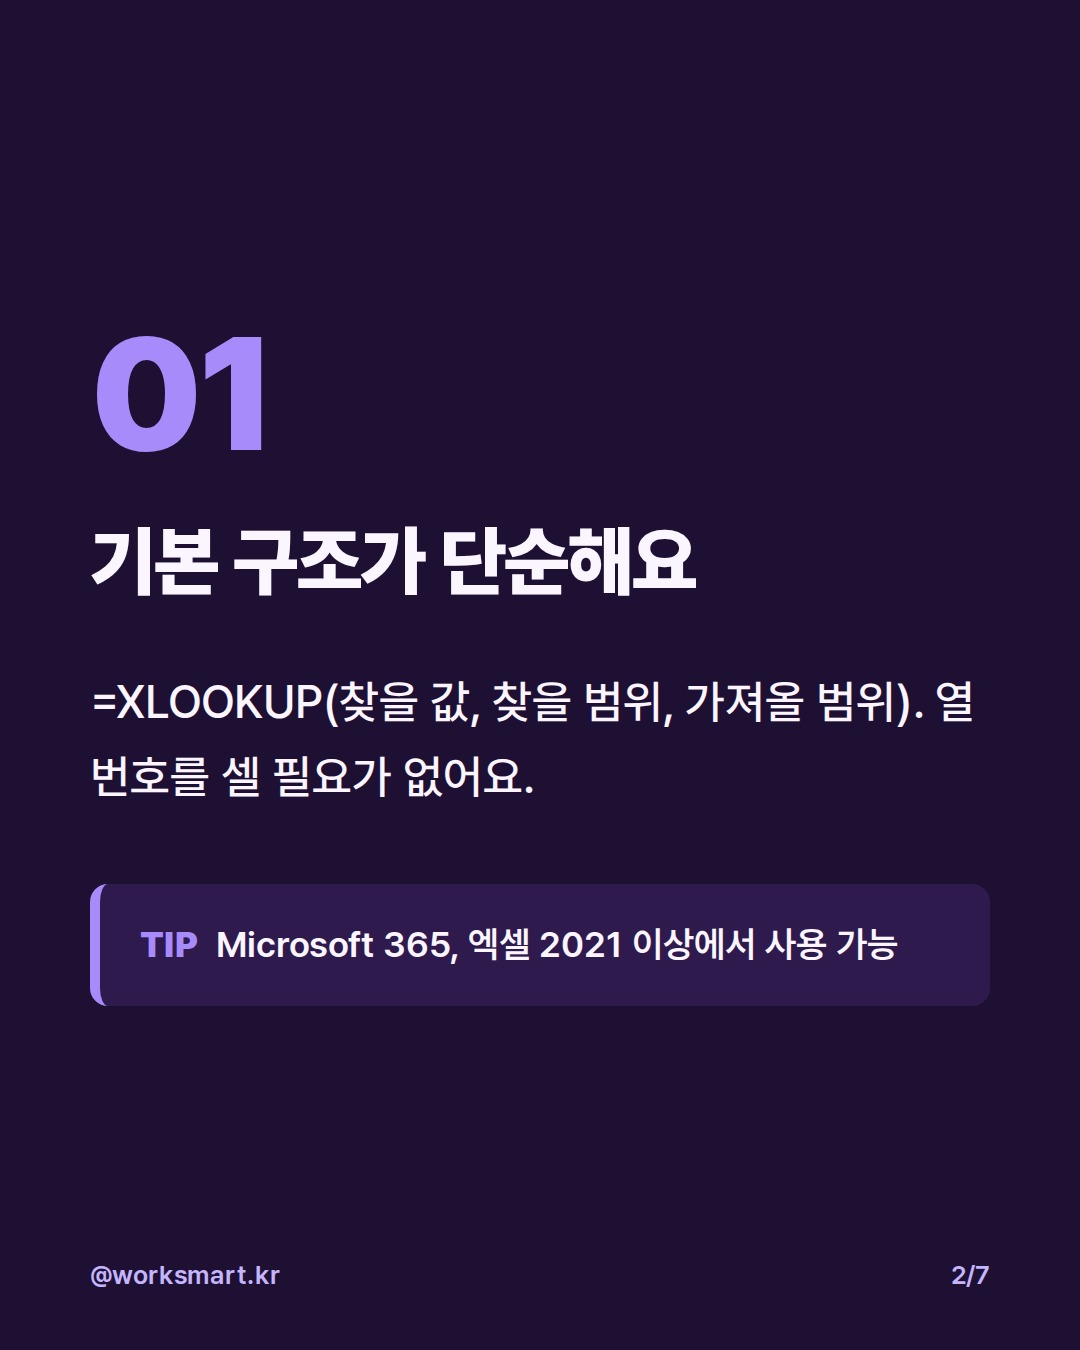 01
기본 구조가 단순해요
=XLOOKUP(찾을 값, 찾을 범위, 가져올 범위). 열
번호를 셀 필요가 없어요.
TIP Microsoft 365, 엑셀 2021 이상에서 사용 가능
@worksmart.kr
2/7